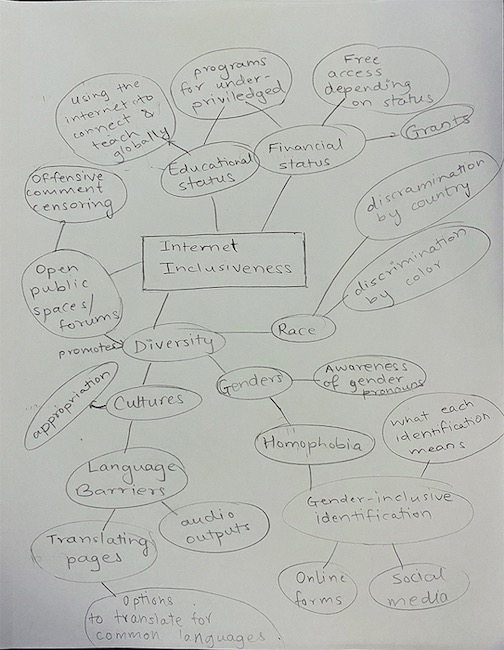 programs
for under-
priviledged
Free
access
depending
on status
using the
internet to
connect &
teach
globally
Grants
Educational
status
Financial
status
Offensive
comment
censoring
discramination
by country
Internet
Inclusiveness
discrimination
by color
Open
public
spaces/
forums
Race
promotes
Diversity
Genders
Awareness
of gender
pronouns
appropriation
Cultures
what each
identification
means
Homophobia
Language
Barriers
Gender-inclusive
identification
audio
outputs
Translating
pages
Online
forms
Social
media
Options
to translate for
common languages.